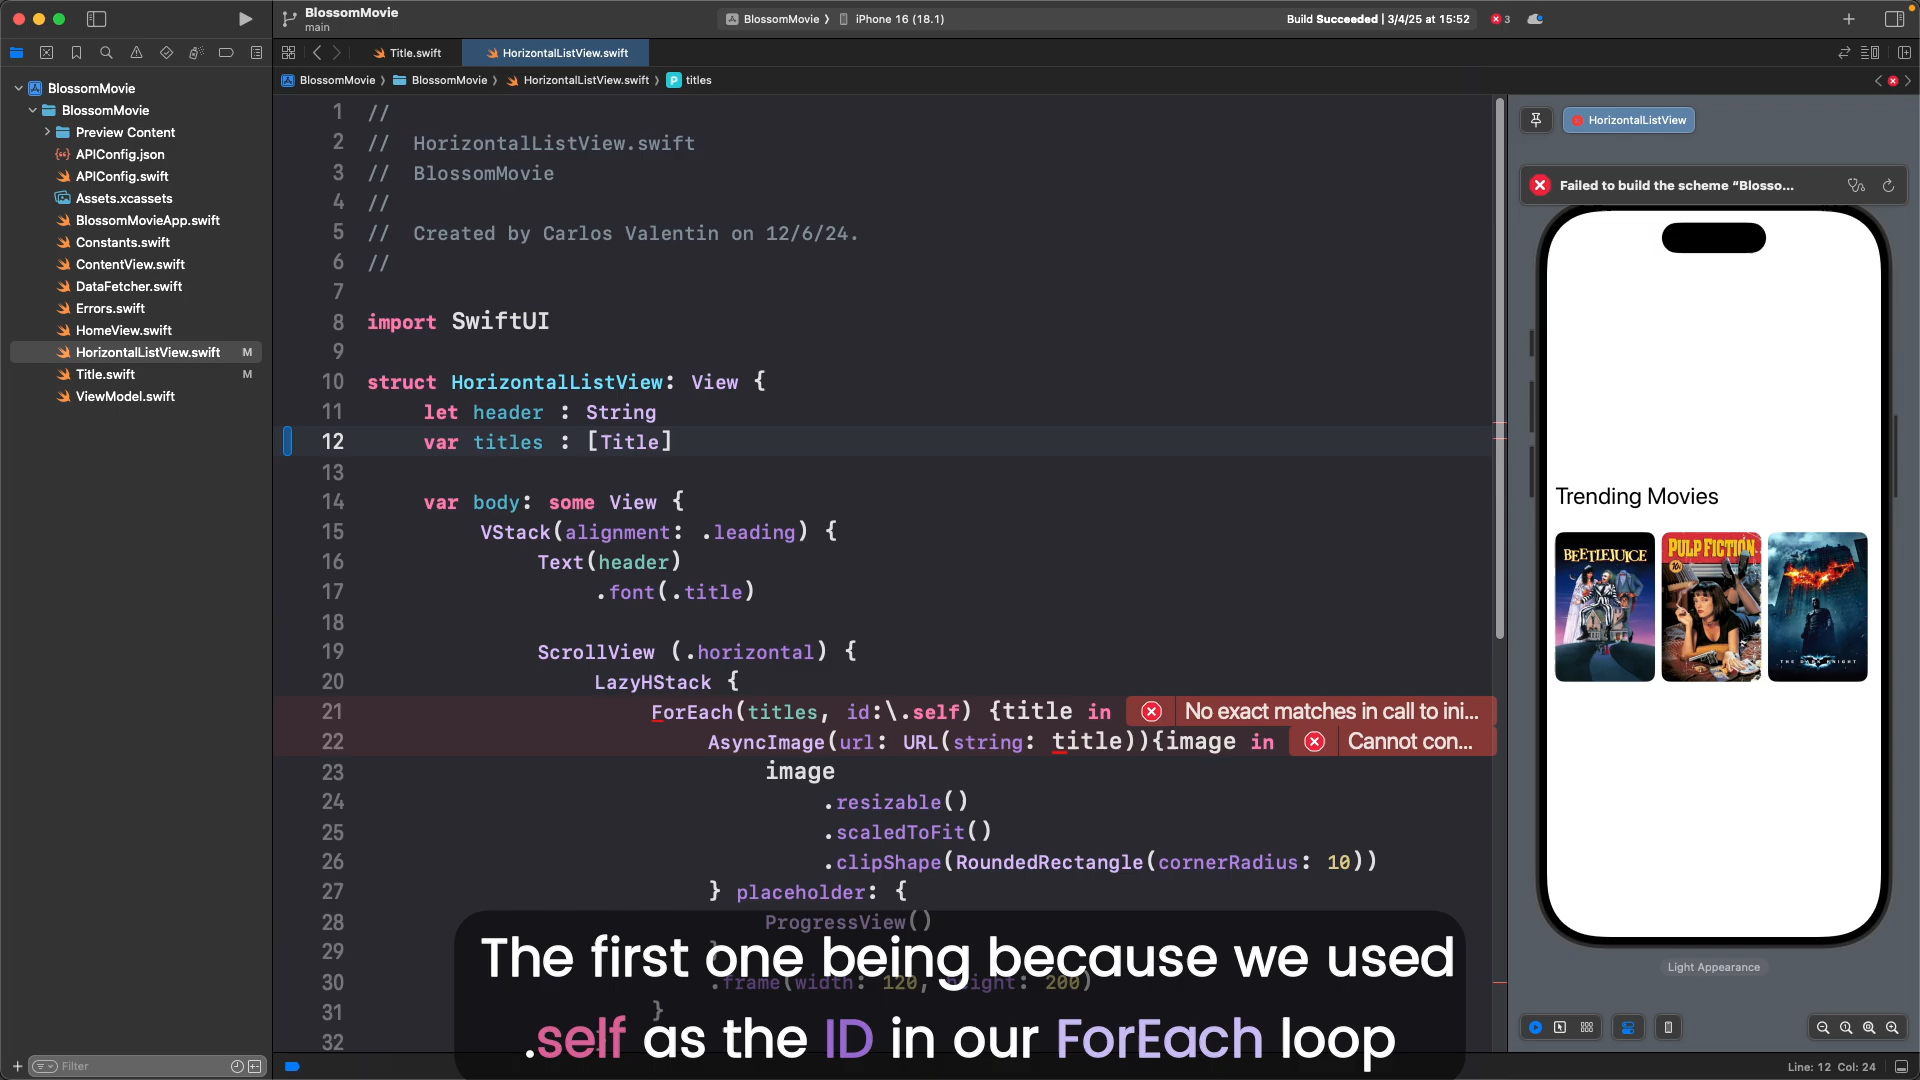 BlossomMovie
main
BlossomMovie
iPhone 16 (18.1)
Build Succeeded | 3/4/25 at 15:52
3
Title.swift
HorizontalListView.swift
BlossomMovie
BlossomMovie
HorizontalListView.swift
P titles
BlossomMovie
BlossomMovie
Preview Content
APIConfig.json
APIConfig.swift
Assets.xcassets
BlossomMovieApp.swift
Constants.swift
ContentView.swift
DataFetcher.swift
Errors.swift
HomeView.swift
HorizontalListView.swift M
Title.swift M
ViewModel.swift
Filter
1 //
2 // HorizontalListView.swift
3 // BlossomMovie
4 //
5 // Created by Carlos Valentin on 12/6/24.
6 //
7
8 import SwiftUI
9
10 struct HorizontalListView: View {
11 let header : String
12 var titles : [Title]
13
14 var body: some View {
15 VStack(alignment: .leading) {
16 Text(header)
17 .font(.title)
18
19 ScrollView (.horizontal) {
20 LazyHStack {
21 ForEach(titles, id:\.self) {title in No exact matches in call to ini...
22 AsyncImage(url: URL(string: title)){image in Cannot con...
23 image
24 .resizable()
25 .scaledToFit()
26 .clipShape(RoundedRectangle(cornerRadius: 10))
27 } placeholder: {
28 ProgressView()
29 }
30 .frame(width: 120, height: 200)
31 }
32
The first one being because we used
.self as the ID in our ForEach loop
HorizontalListView
Failed to build the scheme “Blosso...
Trending Movies
BEETLEJUICE
PULP FICTION
10¢
THE DARK KNIGHT
Light Appearance
Line: 12 Col: 24